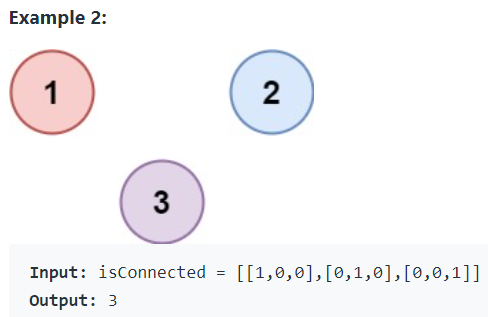 Example 2:
1
2
3
Input: isConnected = [[1,0,0],[0,1,0],[0,0,1]]
Output: 3